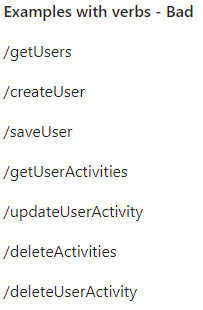 Examples with verbs - Bad
/getUsers
/createUser
/saveUser
/getUserActivities
/updateUserActivity
/deleteActivities
/deleteUserActivity